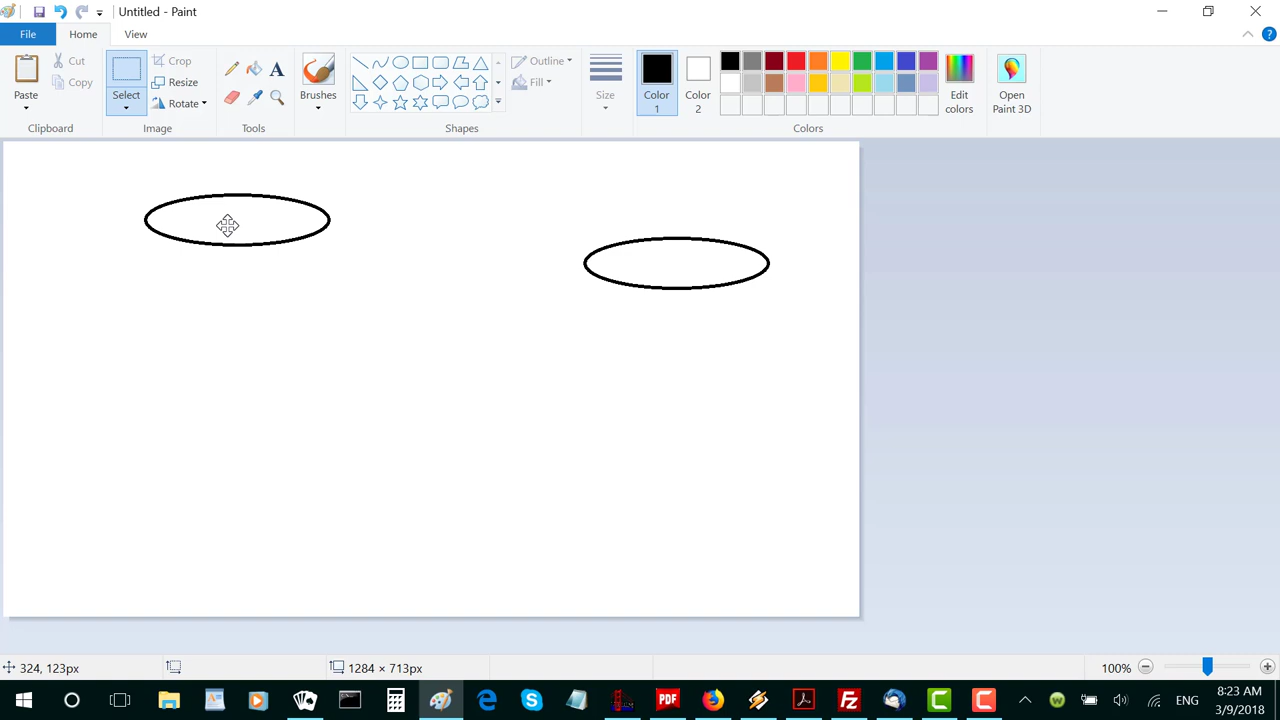 Untitled - Paint
File Home View
Paste
Cut
Copy
Clipboard
Select
Crop
Resize
Rotate
Image
A
Tools
Brushes
Shapes
Outline
Fill
Size
Color 1
Color 2
Colors
Edit colors
Open Paint 3D
?
324, 123px
1284 × 713px
100%
PDF
ENG
8:23 AM
3/9/2018